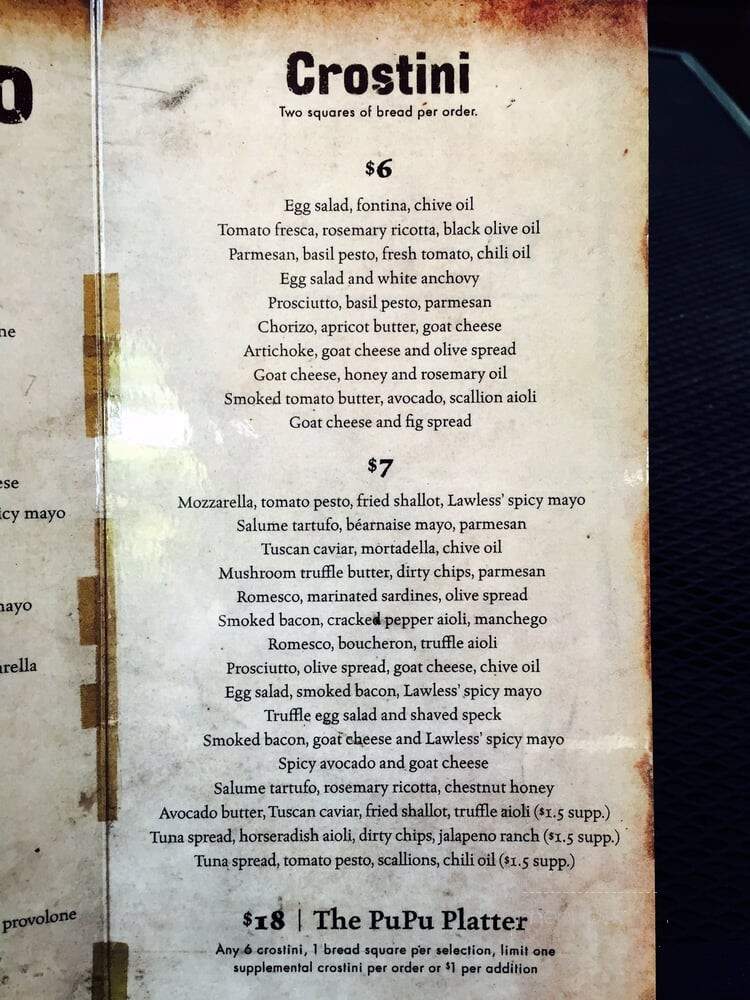 Crostini
Two squares of bread per order.
$6
Egg salad, fontina, chive oil
Tomato fresca, rosemary ricotta, black olive oil
Parmesan, basil pesto, fresh tomato, chili oil
Egg salad and white anchovy
Prosciutto, basil pesto, parmesan
Chorizo, apricot butter, goat cheese
Artichoke, goat cheese and olive spread
Goat cheese, honey and rosemary oil
Smoked tomato butter, avocado, scallion aioli
Goat cheese and fig spread
$7
Mozzarella, tomato pesto, fried shallot, Lawless' spicy mayo
Salume tartufo, béarnaise mayo, parmesan
Tuscan caviar, mortadella, chive oil
Mushroom truffle butter, dirty chips, parmesan
Romesco, marinated sardines, olive spread
Smoked bacon, cracked pepper aioli, manchego
Romesco, boucheron, truffle aioli
Prosciutto, olive spread, goat cheese, chive oil
Egg salad, smoked bacon, Lawless' spicy mayo
Truffle egg salad and shaved speck
Smoked bacon, goat cheese and Lawless' spicy mayo
Spicy avocado and goat cheese
Salume tartufo, rosemary ricotta, chestnut honey
Avocado butter, Tuscan caviar, fried shallot, truffle aioli ($1.5 supp.)
Tuna spread, horseradish aioli, dirty chips, jalapeno ranch ($1.5 supp.)
Tuna spread, tomato pesto, scallions, chili oil ($1.5 supp.)
$18 | The PuPu Platter
Any 6 crostini, 1 bread square per selection, limit one
supplemental crostini per order or $1 per addition
mayo
provolone